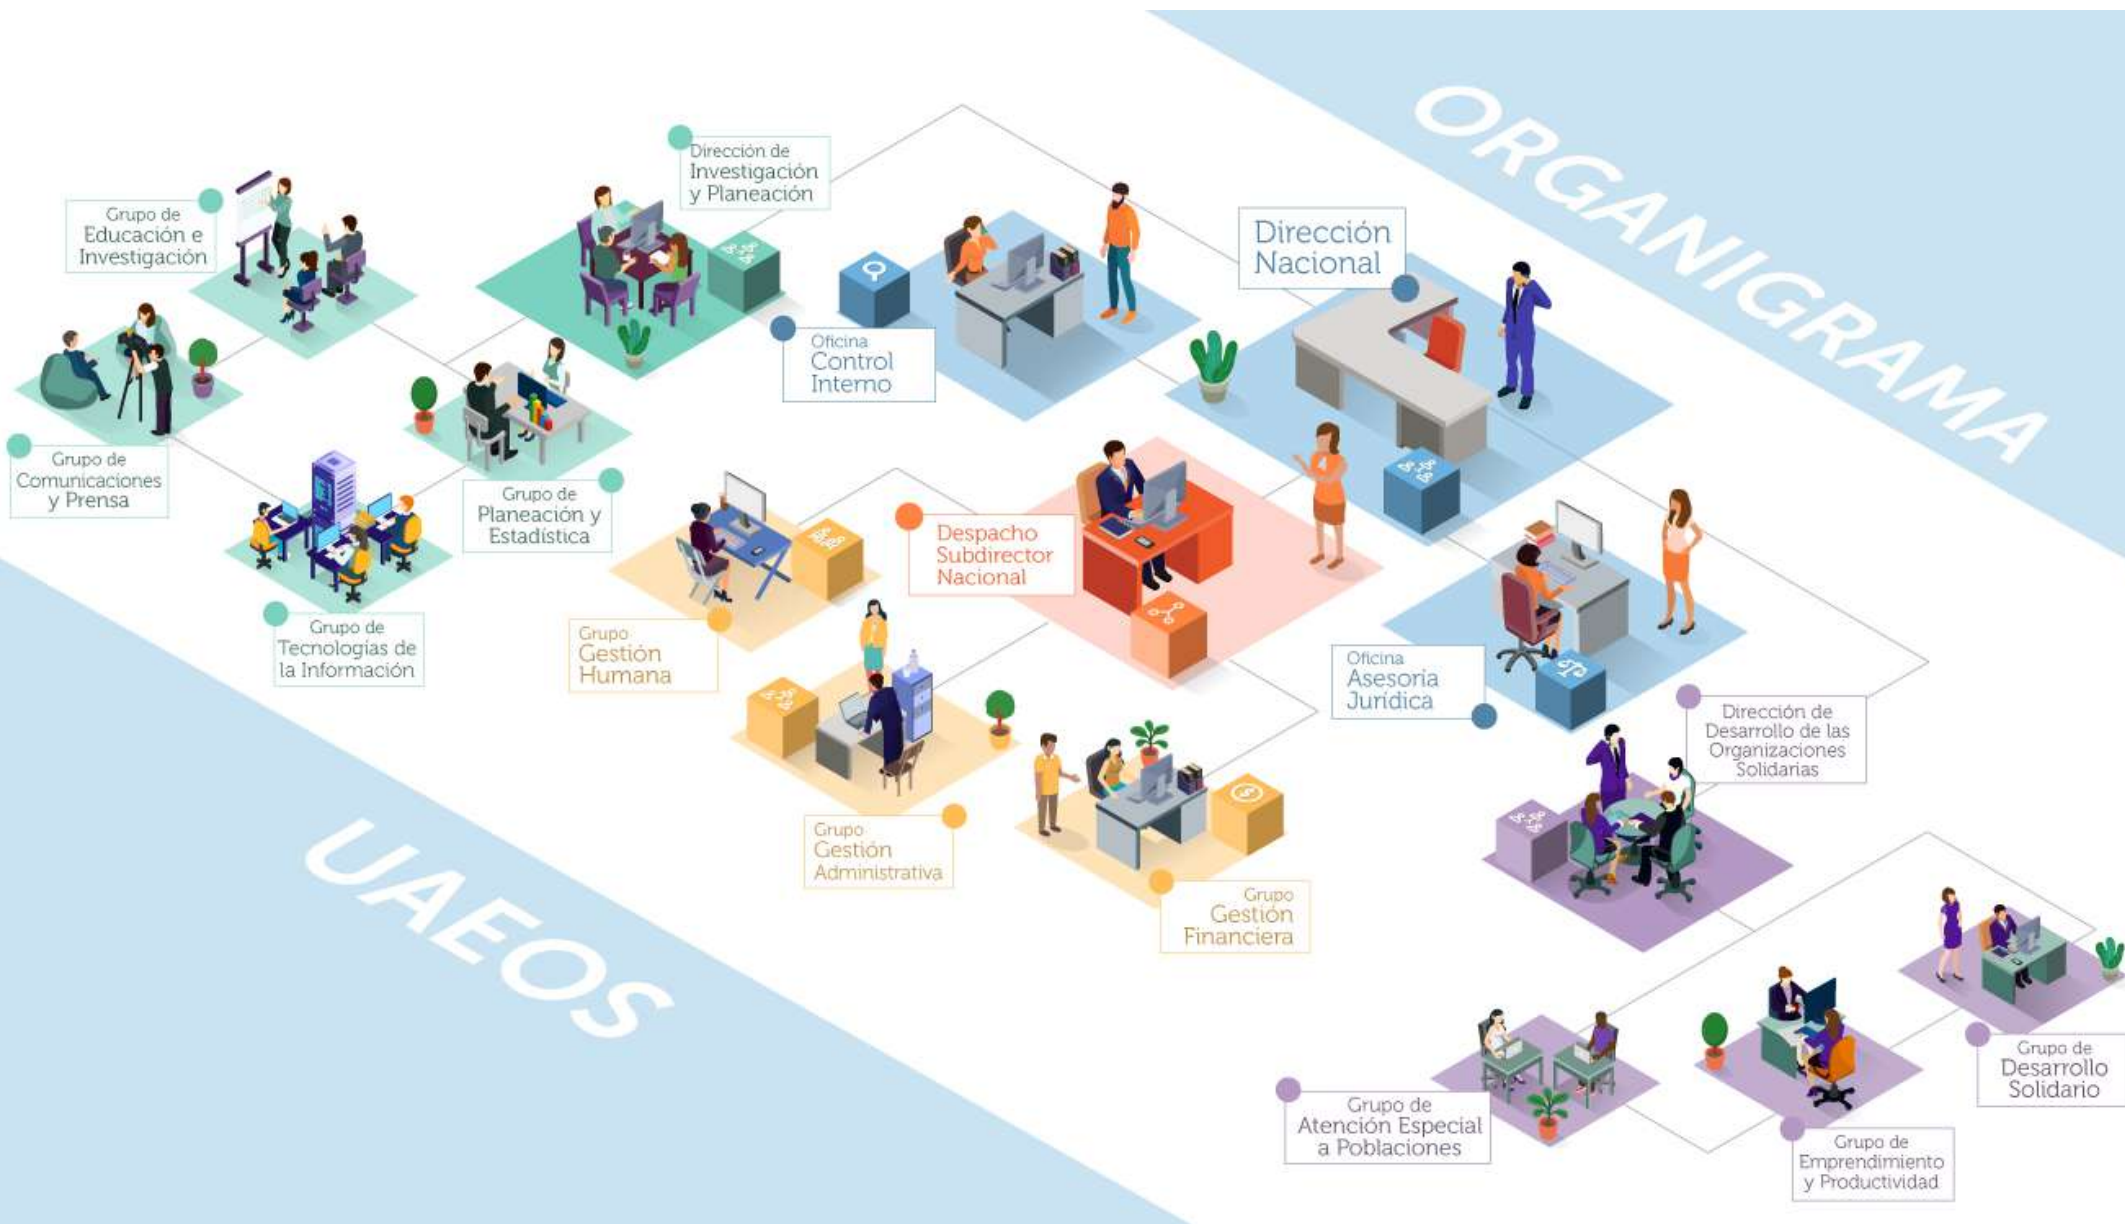 ORGANIGRAMA
Dirección de
Investigación
y Planeación
Grupo de
Educación e
Investigación
Dirección
Nacional
Oficina
Control
Interno
Grupo de
Comunicaciones
y Prensa
Grupo de
Planeación y
Estadística
Despacho
Subdirector
Nacional
Grupo de
Tecnologías de
la Información
Grupo
Gestión
Humana
Oficina
Asesoría
Jurídica
Dirección de
Desarrollo de las
Organizaciones
Solidarias
Grupo
Gestión
Administrativa
Grupo
Gestión
Financiera
UAEOS
Grupo de
Desarrollo
Solidario
Grupo de
Atención Especial
a Poblaciones
Grupo de
Emprendimiento
y Productividad